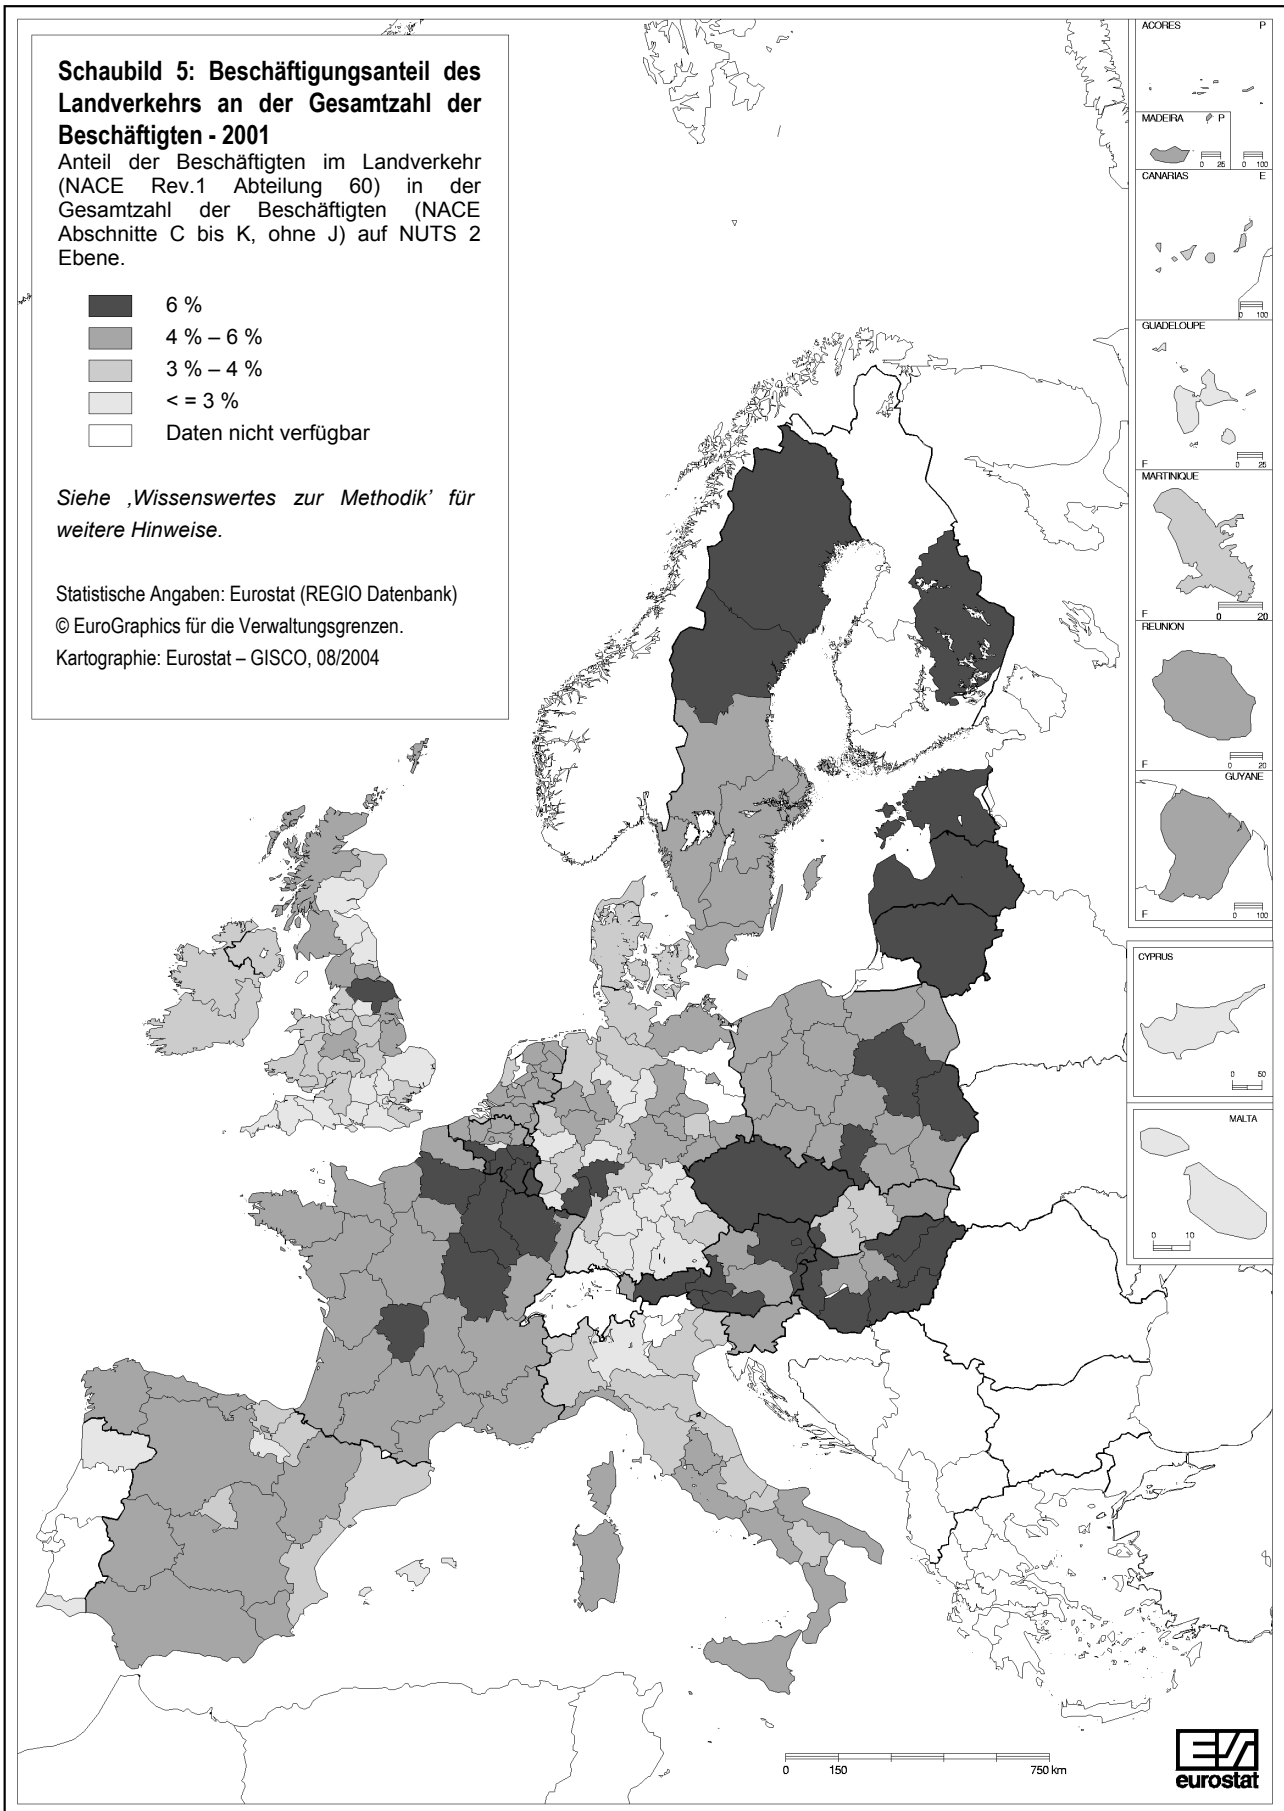 Schaubild 5: Beschäftigungsanteil des
Landverkehrs an der Gesamtzahl der
Beschäftigten - 2001
Anteil der Beschäftigten im Landverkehr
(NACE Rev.1 Abteilung 60) in der
Gesamtzahl der Beschäftigten (NACE
Abschnitte C bis K, ohne J) auf NUTS 2
Ebene.
6 %
4 % – 6 %
3 % – 4 %
< = 3 %
Daten nicht verfügbar
Siehe ‚Wissenswertes zur Methodik' für
weitere Hinweise.
Statistische Angaben: Eurostat (REGIO Datenbank)
© EuroGraphics für die Verwaltungsgrenzen.
Kartographie: Eurostat – GISCO, 08/2004
ACORES P
MADEIRA P
0 25 0 100
CANARIAS E
0 100
GUADELOUPE
F 0 25
MARTINIQUE
F 0 20
REUNION
F 0 20
GUYANE
F 0 100
CYPRUS
0 50
MALTA
0 10
0 150 750 km
eurostat